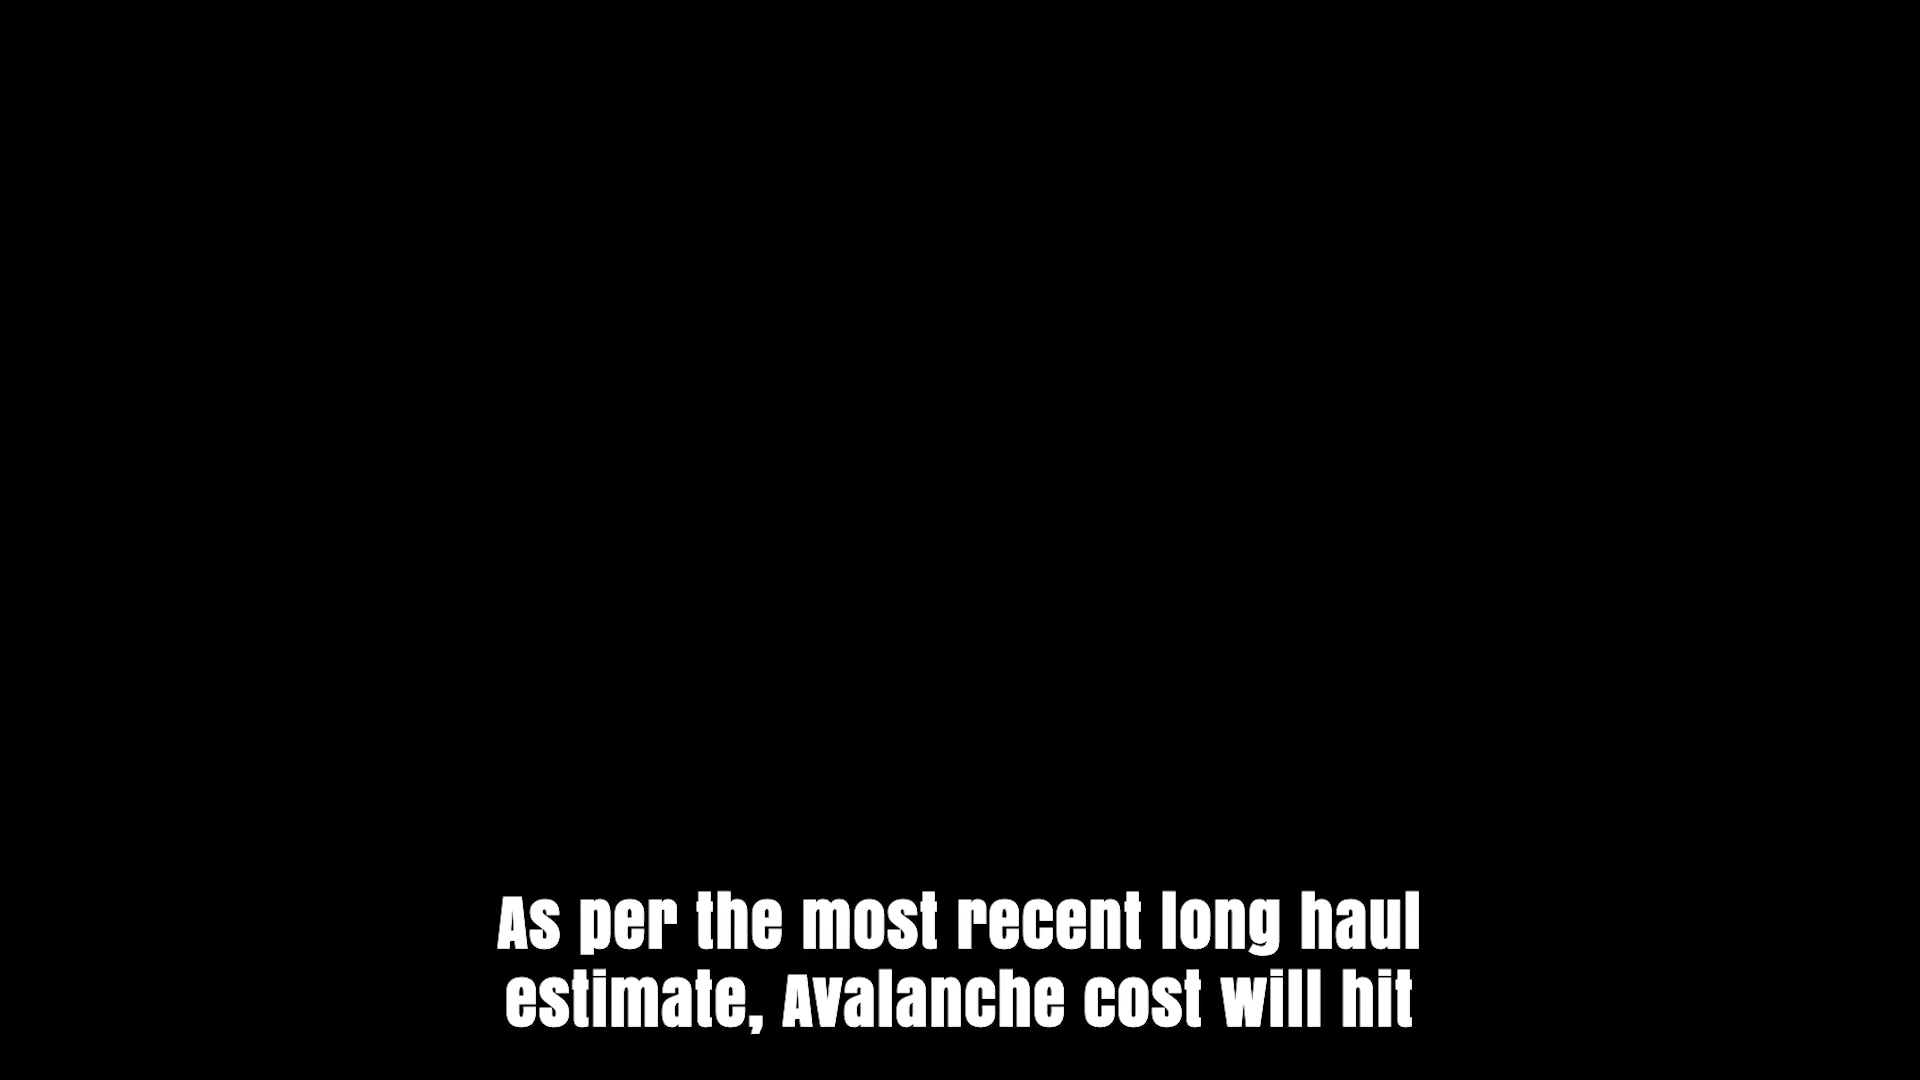 As per the most recent long haul
estimate, Avalanche cost will hit